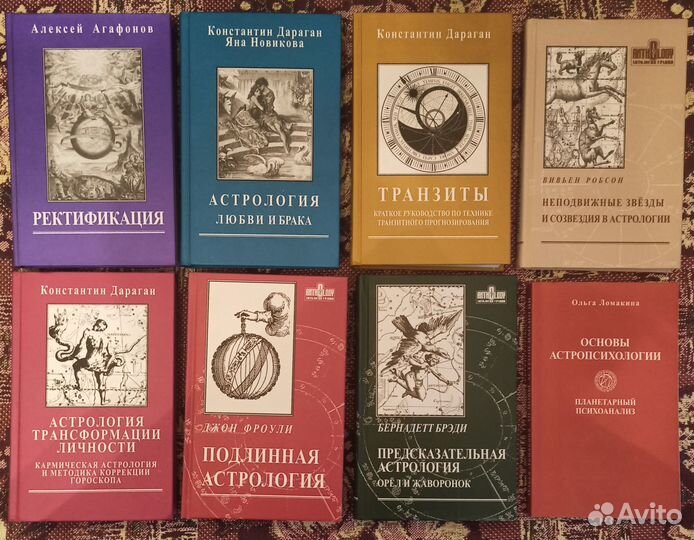 Алексей Агафонов
РЕКТИФИКАЦИЯ
Константин Дараган
Яна Новикова
АСТРОЛОГИЯ
ЛЮБВИ И БРАКА
Константин Дараган
ТРАНЗИТЫ
КРАТКОЕ РУКОВОДСТВО ПО ТЕХНИКЕ
ТРАНЗИТНОГО ПРОГНОЗИРОВАНИЯ
ВИВЬЕН РОБСОН
НЕПОДВИЖНЫЕ ЗВЁЗДЫ
И СОЗВЕЗДИЯ В АСТРОЛОГИИ
Константин Дараган
АСТРОЛОГИЯ
ТРАНСФОРМАЦИИ
ЛИЧНОСТИ
КАРМИЧЕСКАЯ АСТРОЛОГИЯ
И МЕТОДИКА КОРРЕКЦИИ
ГОРОСКОПА
ДЖОН ФРОУЛИ
ПОДЛИННАЯ
АСТРОЛОГИЯ
БЕРНАДЕТТ БРЭДИ
ПРЕДСКАЗАТЕЛЬНАЯ
АСТРОЛОГИЯ
ОРЁЛ И ЖАВОРОНОК
Ольга Ломакина
ОСНОВЫ
АСТРОПСИХОЛОГИИ
ПЛАНЕТАРНЫЙ
ПСИХОАНАЛИЗ
Avito